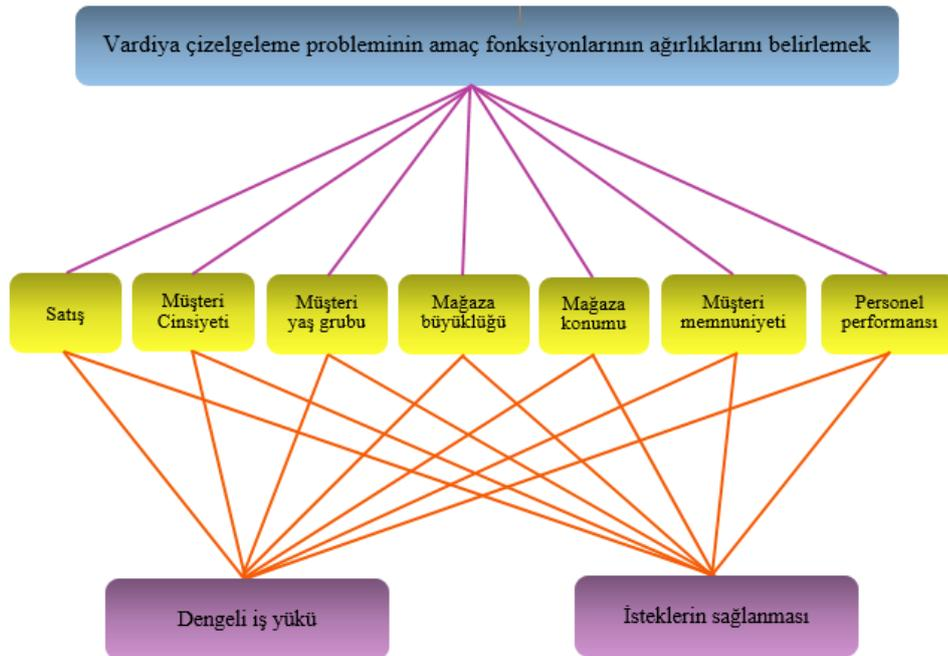 Vardiya çizelgeleme probleminin amaç fonksiyonlarının ağırlıklarını belirlemek
Satış
Müşteri
Cinsiyeti
Müşteri
yaş grubu
Mağaza
büyüklüğü
Mağaza
konumu
Müşteri
memnuniyeti
Personel
performansı
Dengeli iş yükü
İsteklerin sağlanması